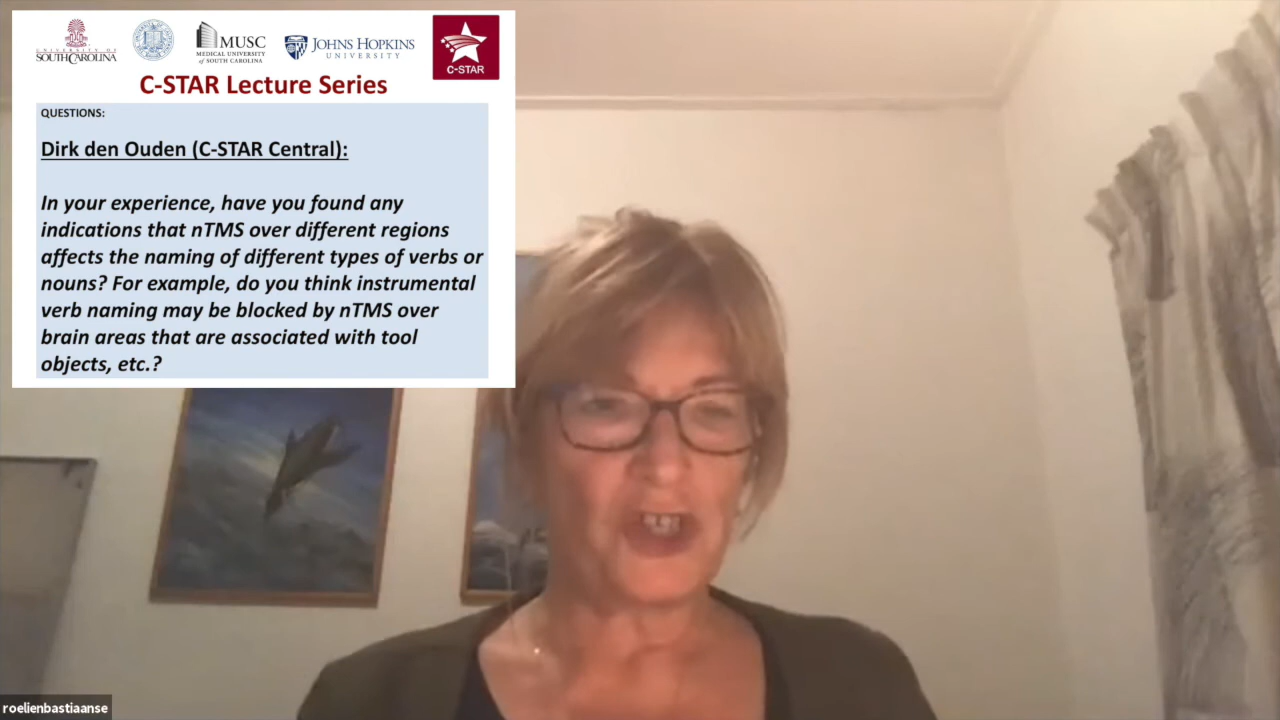 UNIVERSITY OF
SOUTH CAROLINA
MUSC
MEDICAL UNIVERSITY
of SOUTH CAROLINA
JOHNS HOPKINS
UNIVERSITY
C-STAR
C-STAR Lecture Series
QUESTIONS:
Dirk den Ouden (C-STAR Central):
In your experience, have you found any
indications that nTMS over different regions
affects the naming of different types of verbs or
nouns? For example, do you think instrumental
verb naming may be blocked by nTMS over
brain areas that are associated with tool
objects, etc.?
roelienbastiaanse